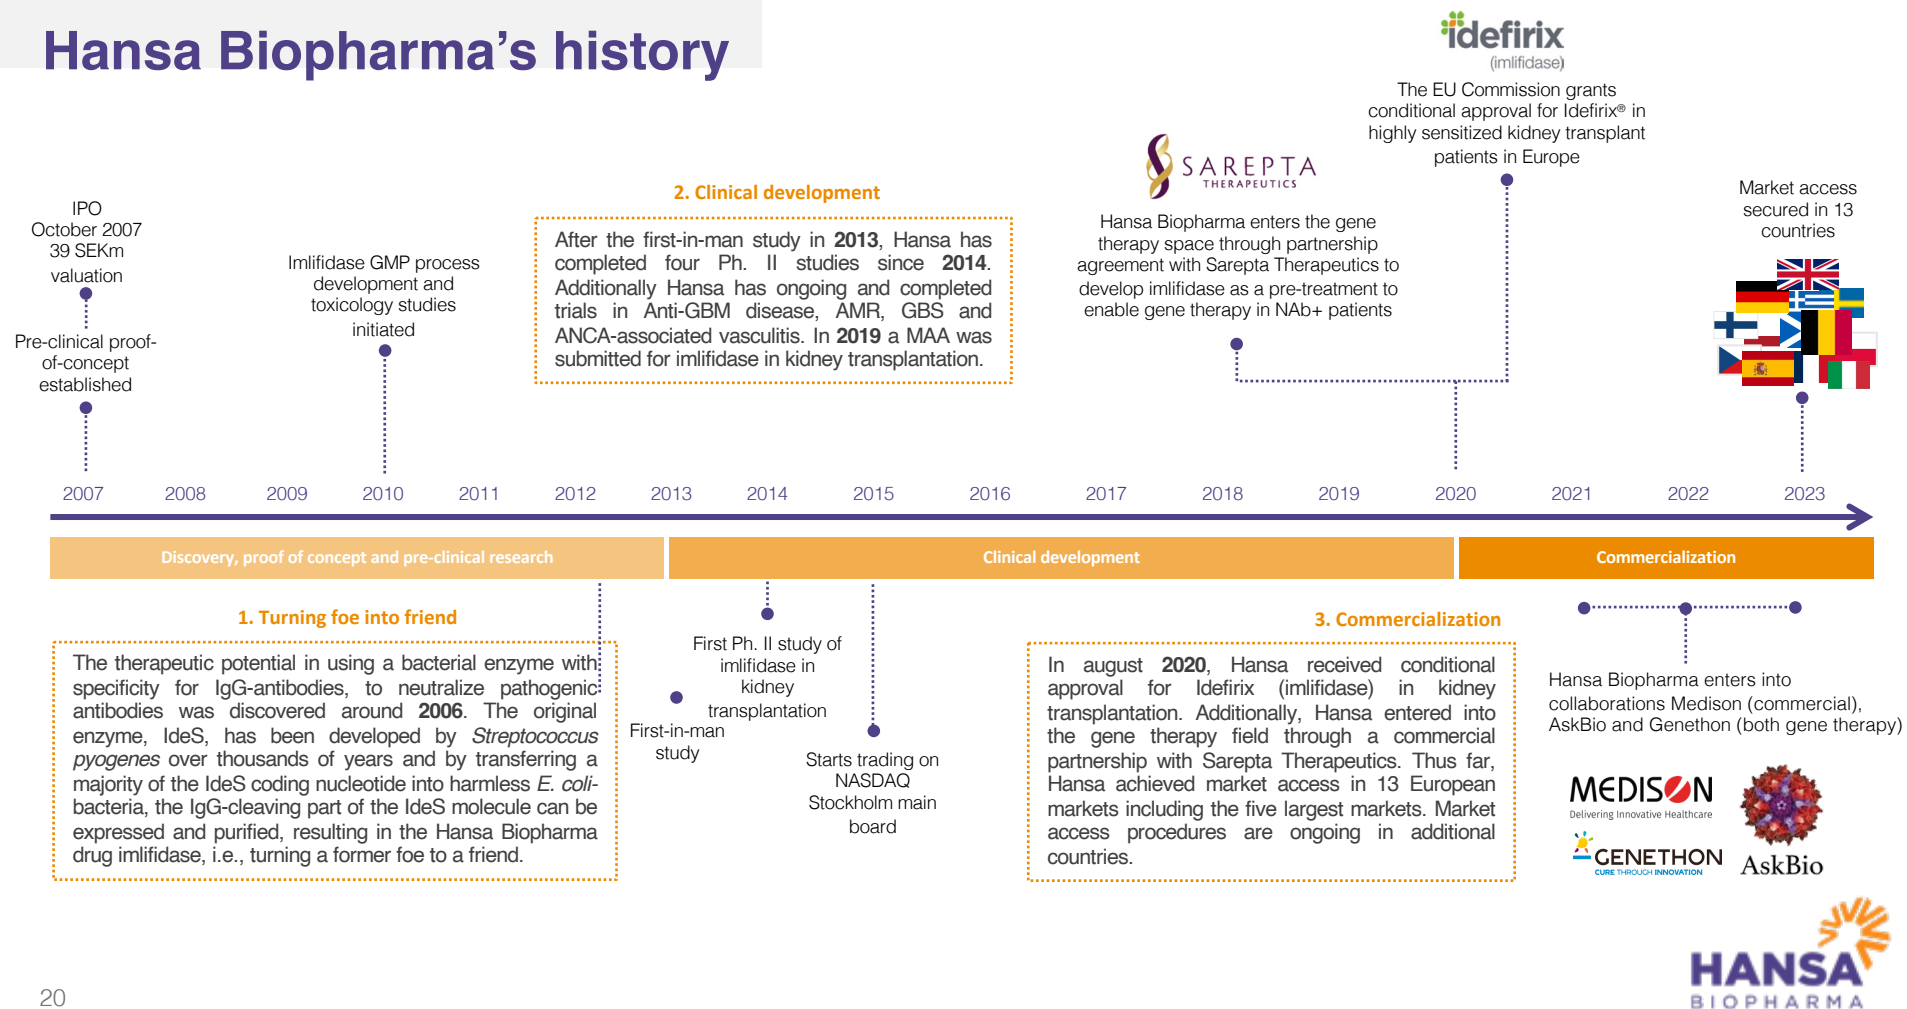 Hansa Biopharma's history
idefirix
(imlifidase)
The EU Commission grants
conditional approval for Idefirix® in
highly sensitized kidney transplant
patients in Europe
SAREPTA
THERAPEUTICS
Hansa Biopharma enters the gene
therapy space through partnership
agreement with Sarepta Therapeutics to
develop imlifidase as a pre-treatment to
enable gene therapy in NAb+ patients
Market access
secured in 13
countries
IPO
October 2007
39 SEKm
valuation
Pre-clinical proof-
of-concept
established
Imlifidase GMP process
development and
toxicology studies
initiated
2. Clinical development
After the first-in-man study in 2013, Hansa has
completed four Ph. II studies since 2014.
Additionally Hansa has ongoing and completed
trials in Anti-GBM disease, AMR, GBS and
ANCA-associated vasculitis. In 2019 a MAA was
submitted for imlifidase in kidney transplantation.
2007 2008 2009 2010 2011 2012 2013 2014 2015 2016 2017 2018 2019 2020 2021 2022 2023
Discovery, proof of concept and pre-clinical research
Clinical development
Commercialization
1. Turning foe into friend
The therapeutic potential in using a bacterial enzyme with
specificity for IgG-antibodies, to neutralize pathogenic
antibodies was discovered around 2006. The original
enzyme, IdeS, has been developed by Streptococcus
pyogenes over thousands of years and by transferring a
majority of the IdeS coding nucleotide into harmless E. coli-
bacteria, the IgG-cleaving part of the IdeS molecule can be
expressed and purified, resulting in the Hansa Biopharma
drug imlifidase, i.e., turning a former foe to a friend.
First-in-man
study
First Ph. II study of
imlifidase in
kidney
transplantation
Starts trading on
NASDAQ
Stockholm main
board
3. Commercialization
In august 2020, Hansa received conditional
approval for Idefirix (imlifidase) in kidney
transplantation. Additionally, Hansa entered into
the gene therapy field through a commercial
partnership with Sarepta Therapeutics. Thus far,
Hansa achieved market access in 13 European
markets including the five largest markets. Market
access procedures are ongoing in additional
countries.
Hansa Biopharma enters into
collaborations Medison (commercial),
AskBio and Genethon (both gene therapy)
MEDISON
Delivering Innovative Healthcare
GENETHON
CURE THROUGH INNOVATION
AskBio
HANSA
BIOPHARMA
20